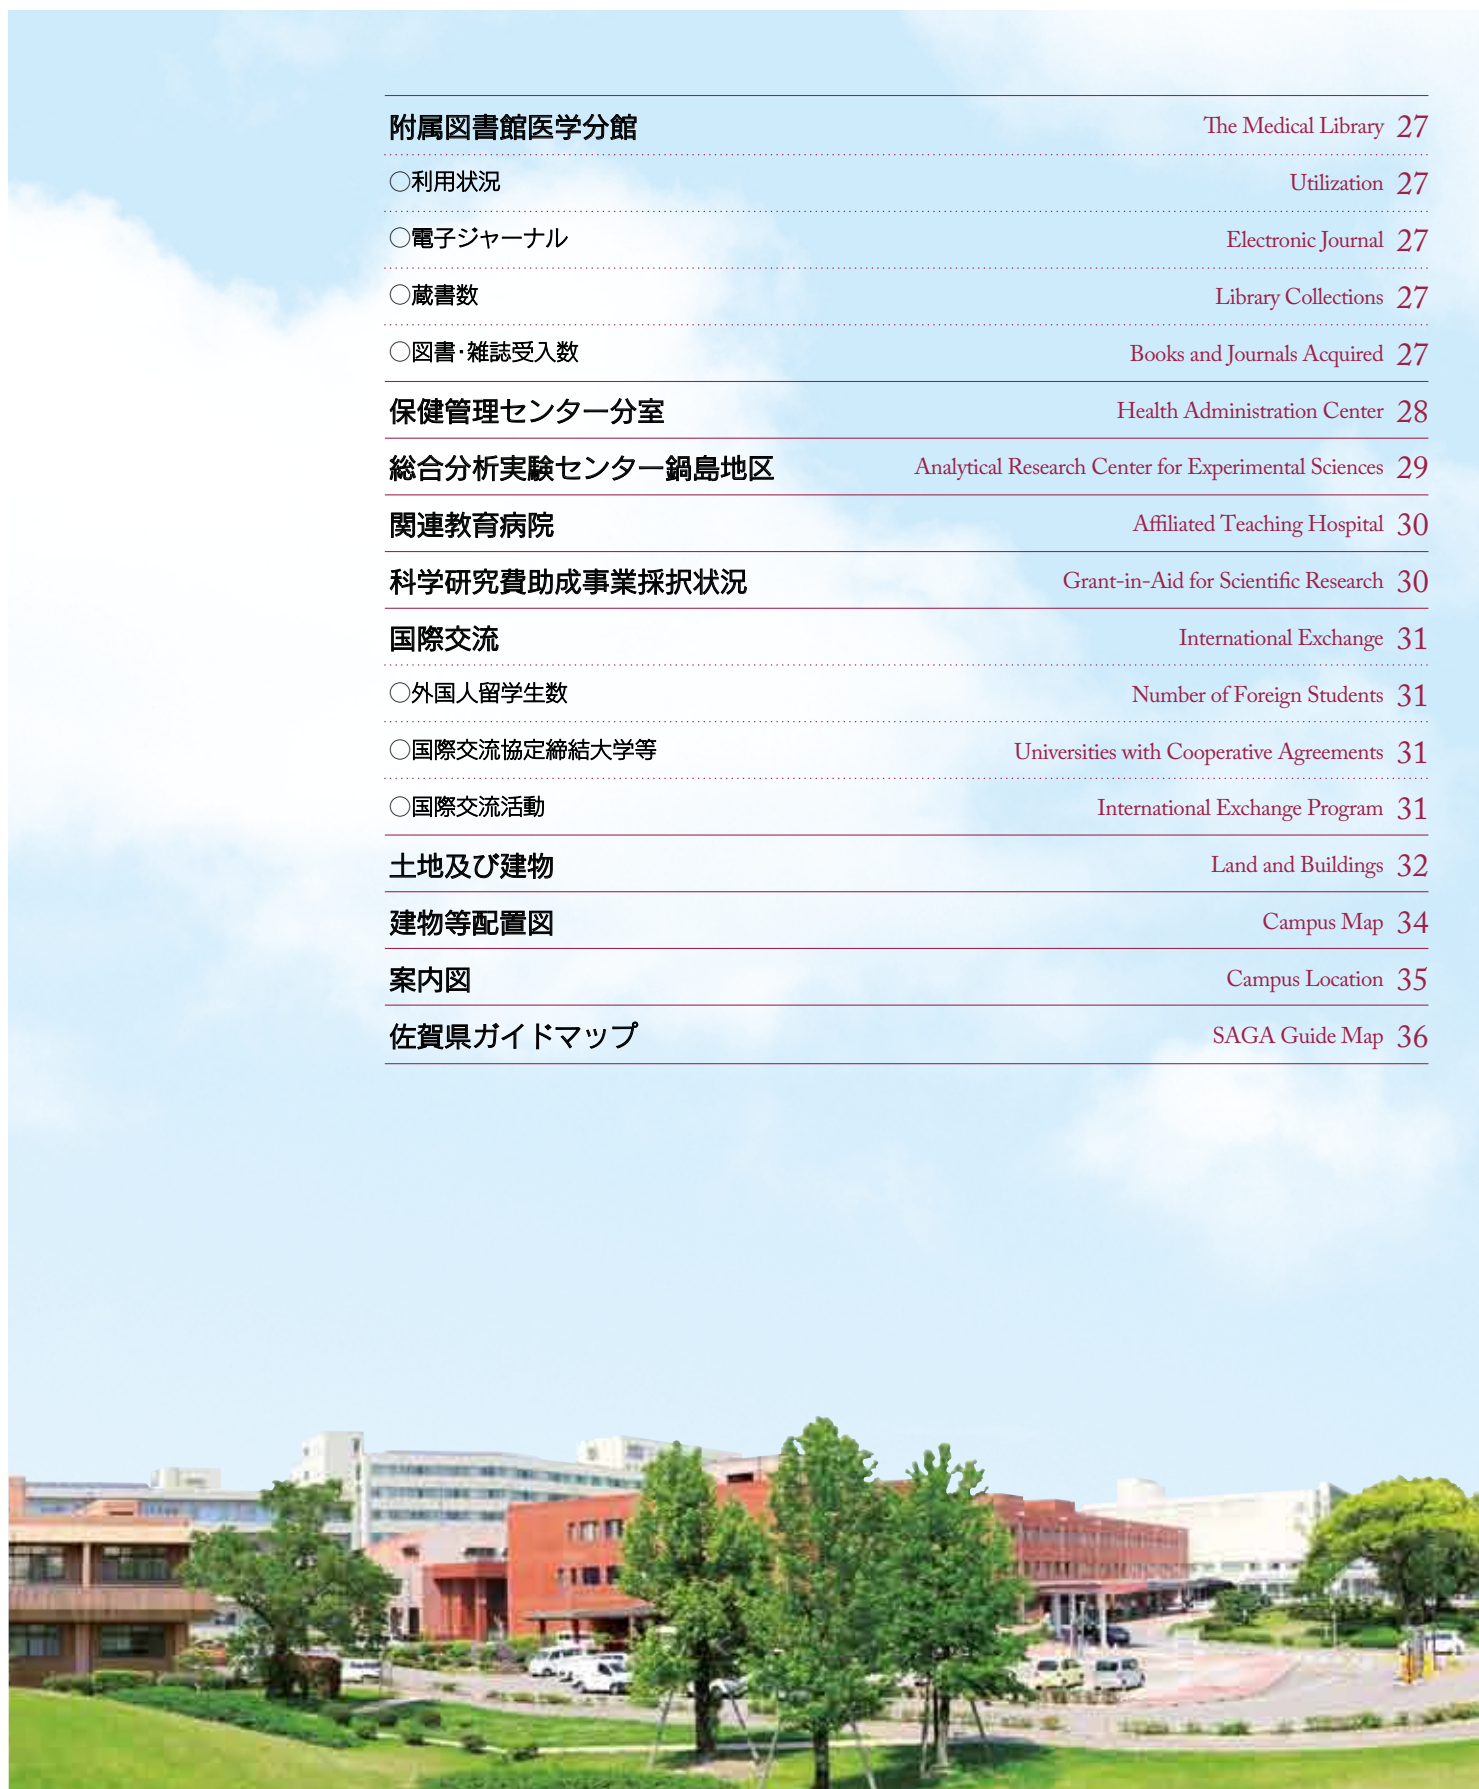 附属図書館医学分館 The Medical Library 27
○利用状況 Utilization 27
○電子ジャーナル Electronic Journal 27
○蔵書数 Library Collections 27
○図書･雑誌受入数 Books and Journals Acquired 27
保健管理センター分室 Health Administration Center 28
総合分析実験センター鍋島地区 Analytical Research Center for Experimental Sciences 29
関連教育病院 Affiliated Teaching Hospital 30
科学研究費助成事業採択状況 Grant-in-Aid for Scientific Research 30
国際交流 International Exchange 31
○外国人留学生数 Number of Foreign Students 31
○国際交流協定締結大学等 Universities with Cooperative Agreements 31
○国際交流活動 International Exchange Program 31
土地及び建物 Land and Buildings 32
建物等配置図 Campus Map 34
案内図 Campus Location 35
佐賀県ガイドマップ SAGA Guide Map 36